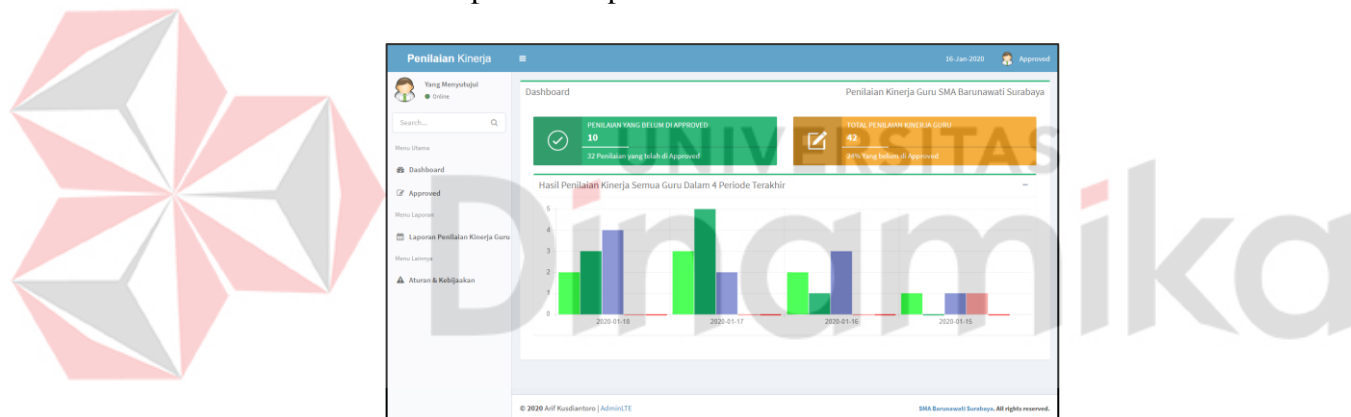 Penilaian Kinerja
16-Jan-2020 Approved
Yang Menyutujui
Online
Search...
Menu Utama
Dashboard
Approved
Menu Laporan
Laporan Penilaian Kinerja Guru
Menu Lainnya
Aturan & Kebijaakan
Dashboard
Penilaian Kinerja Guru SMA Barunawati Surabaya
PENILAIAN YANG BELUM DI APPROVED
10
32 Penilaian yang telah di Approved
TOTAL PENILAIAN KINERJA GURU
42
24% Yang belum di Approved
Hasil Penilaian Kinerja Semua Guru Dalam 4 Periode Terakhir
5
4
3
2
1
0
2020-01-18 2020-01-17 2020-01-16 2020-01-15
© 2020 Arif Kusdiantoro | AdminLTE
SMA Barunawati Surabaya. All rights reserved.
UNIVERSITAS
Dinamika